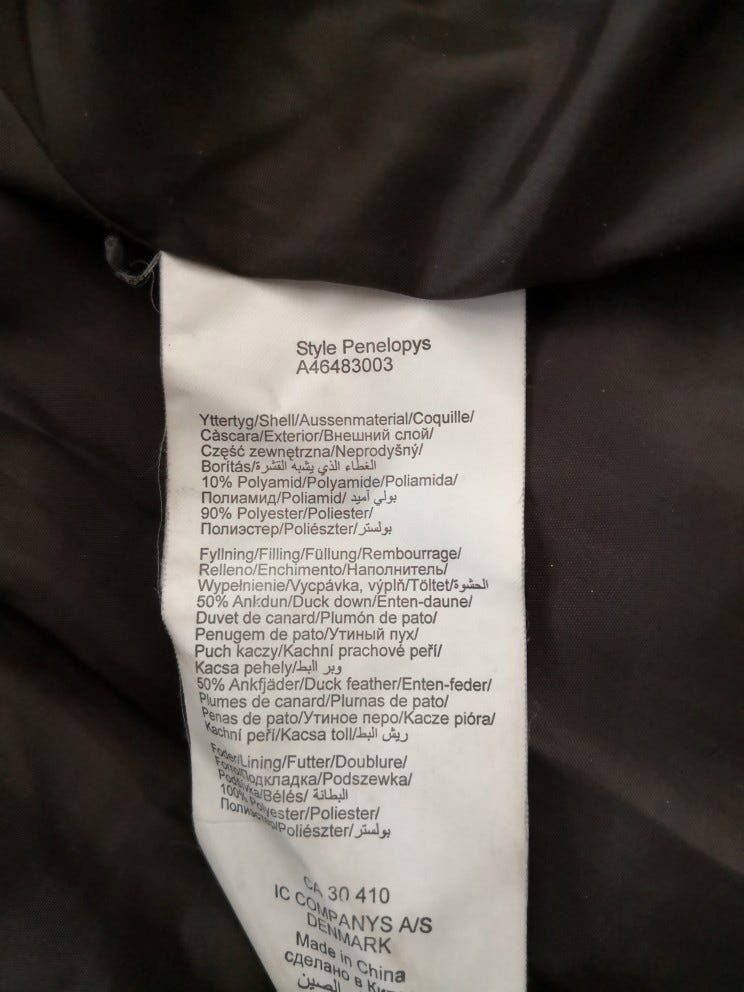 Style Penelopys
A46483003
Yttertyg/Shell/Aussenmaterial/Coquille/
Càscara/Exterior/Внешний слой/
Część zewnętrzna/Neprodyšný/
Borítás/الغطاء الذي يشبه القشرة/
10% Polyamid/Polyamide/Poliamida/
Полиамид/Poliamid/بولي أميد
90% Polyester/Poliester/
Полиэстер/Poliészter/بولستر
Fyllning/Filling/Füllung/Rembourrage/
Relleno/Enchimento/Наполнитель/
Wypełnienie/Vycpávka, výplň/Töltet/الحشوة
50% Ankdun/Duck down/Enten-daune/
Duvet de canard/Plumón de pato/
Penugem de pato/Утиный пух/
Puch kaczy/Kachní prachové peří/
Kacsa pehely/وبر البط
50% Ankfjäder/Duck feather/Enten-feder/
Plumes de canard/Plurnas de pato/
Penas de pato/Утиное перо/Kacze pióra/
Kachní peří/Kacsa toll/ريش البط
Foder/Lining/Futter/Doublure/
Forro/Подкладка/Podszewka/
Podšívka/Bélés/البطانة
100% Polyester/Poliester/
Полиэстер/Poliészter/بولستر
CA 30 410
IC COMPANYS A/S
DENMARK
Made in China
сделано в
الصين